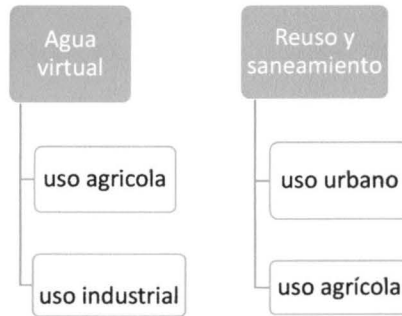 Agua
virtual
uso agricola
uso industrial
Reuso y
saneamiento
uso urbano
uso agrícola